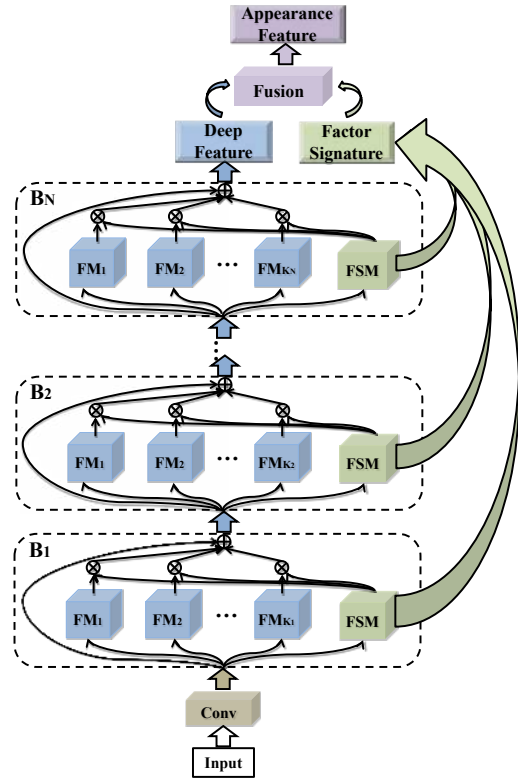 Appearance
Feature
Fusion
Deep
Feature
Factor
Signature
BN
FM1 FM2 ... FMKN FSM
B2
FM1 FM2 ... FMK2 FSM
B1
FM1 FM2 ... FMK1 FSM
Conv
Input